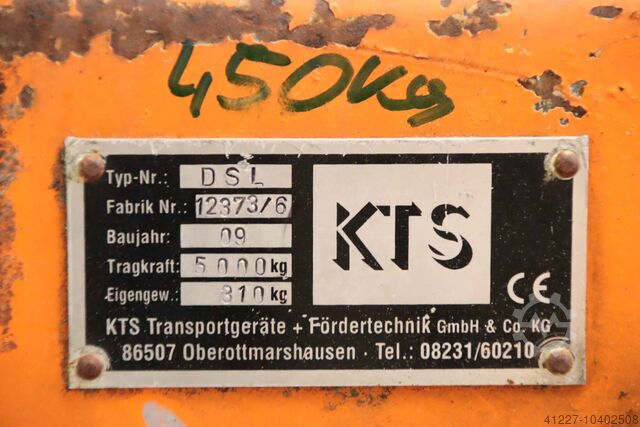 450Kg
Typ-Nr.: DSL
Fabrik Nr.: 12373/6
Baujahr: 09
Tragkraft: 5000 kg
Eigengew.: 310 kg
KTS
CE
KTS Transportgeräte + Fördertechnik GmbH & Co. KG
86507 Oberottmarshausen · Tel.: 08231/60210
41227-10402508